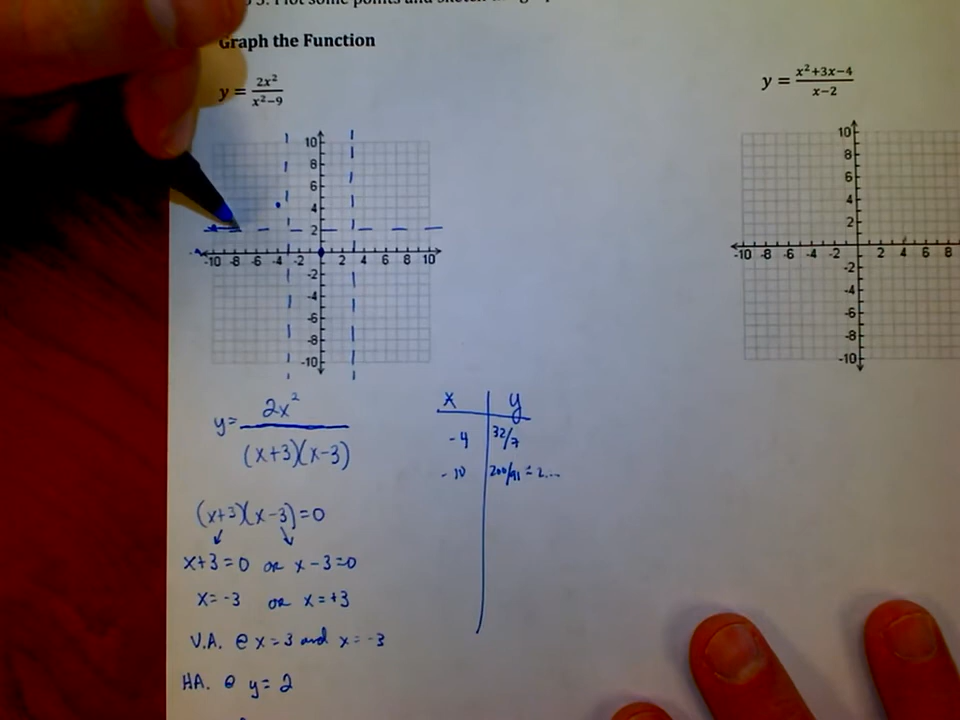 Graph the Function
y = 2x²/x²−9
y = x²+3x−4/x−2
10
8
6
4
2
-10 -8 -6 -4 -2 2 4 6 8 10
-2
-4
-6
-8
-10
10
8
6
4
2
-10 -8 -6 -4 -2 2 4 6 8
-2
-4
-6
-8
-10
y = 2x²/(x+3)(x-3)
x y
-4 32/7
-10 200/91 = 2...
(x+3)(x-3)=0
x+3=0 or x-3=0
x=-3 or x=+3
V.A. @ x=3 and x=-3
HA. @ y=2